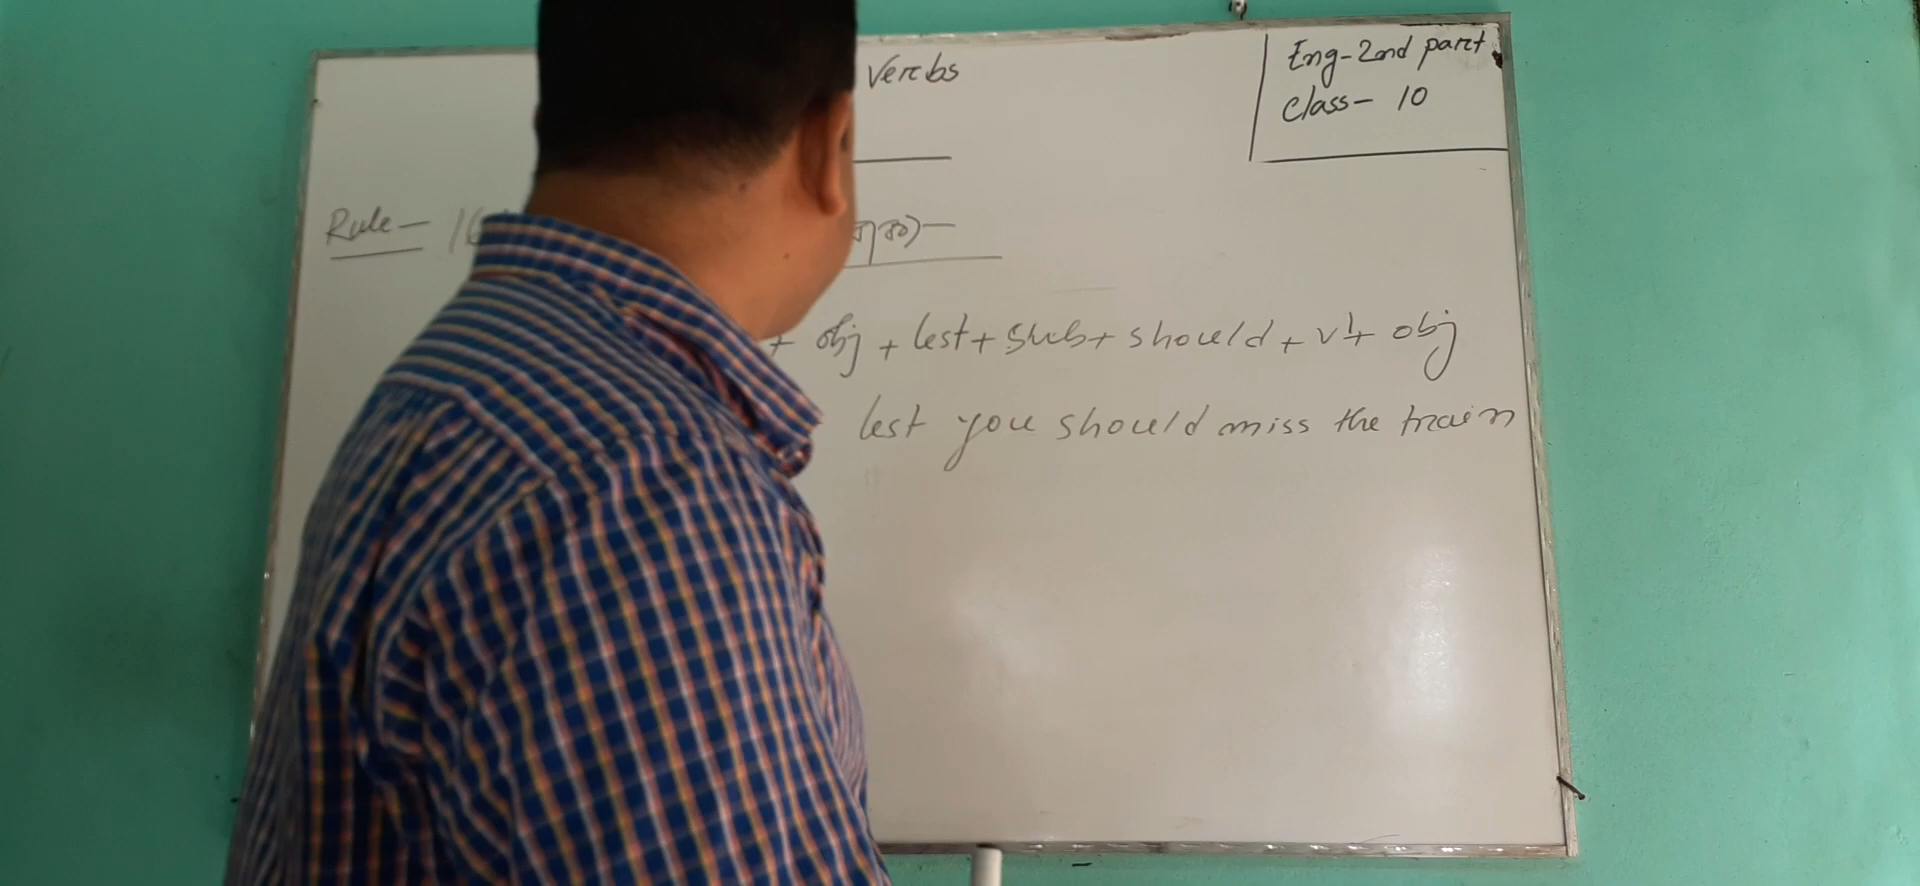 Verbs
Eng-2nd part
Class- 10
Rule-
+ obj + lest + sub + should + v1 + obj
lest you should miss the train